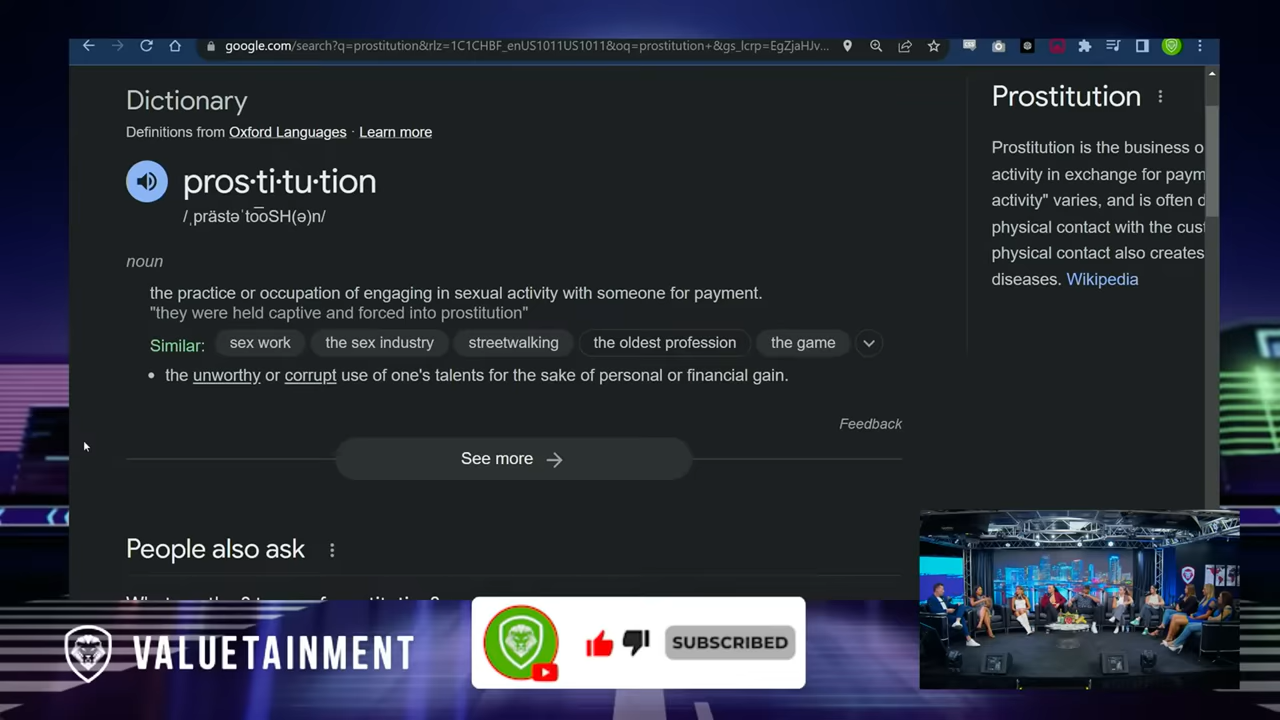 google.com/search?q=prostitution&rlz=1C1CHBF_enUS1011US1011&oq=prostitution+&gs_lcrp=EgZjaHJv...
Dictionary
Definitions from Oxford Languages · Learn more
pros·ti·tu·tion
/ˌprästəˈto͞oSH(ə)n/
noun
the practice or occupation of engaging in sexual activity with someone for payment.
"they were held captive and forced into prostitution"
Similar: sex work the sex industry streetwalking the oldest profession the game
• the unworthy or corrupt use of one's talents for the sake of personal or financial gain.
Feedback
See more →
People also ask
Prostitution
Prostitution is the business o
activity in exchange for paym
activity" varies, and is often d
physical contact with the cus
physical contact also creates
diseases. Wikipedia
VALUETAINMENT
SUBSCRIBED